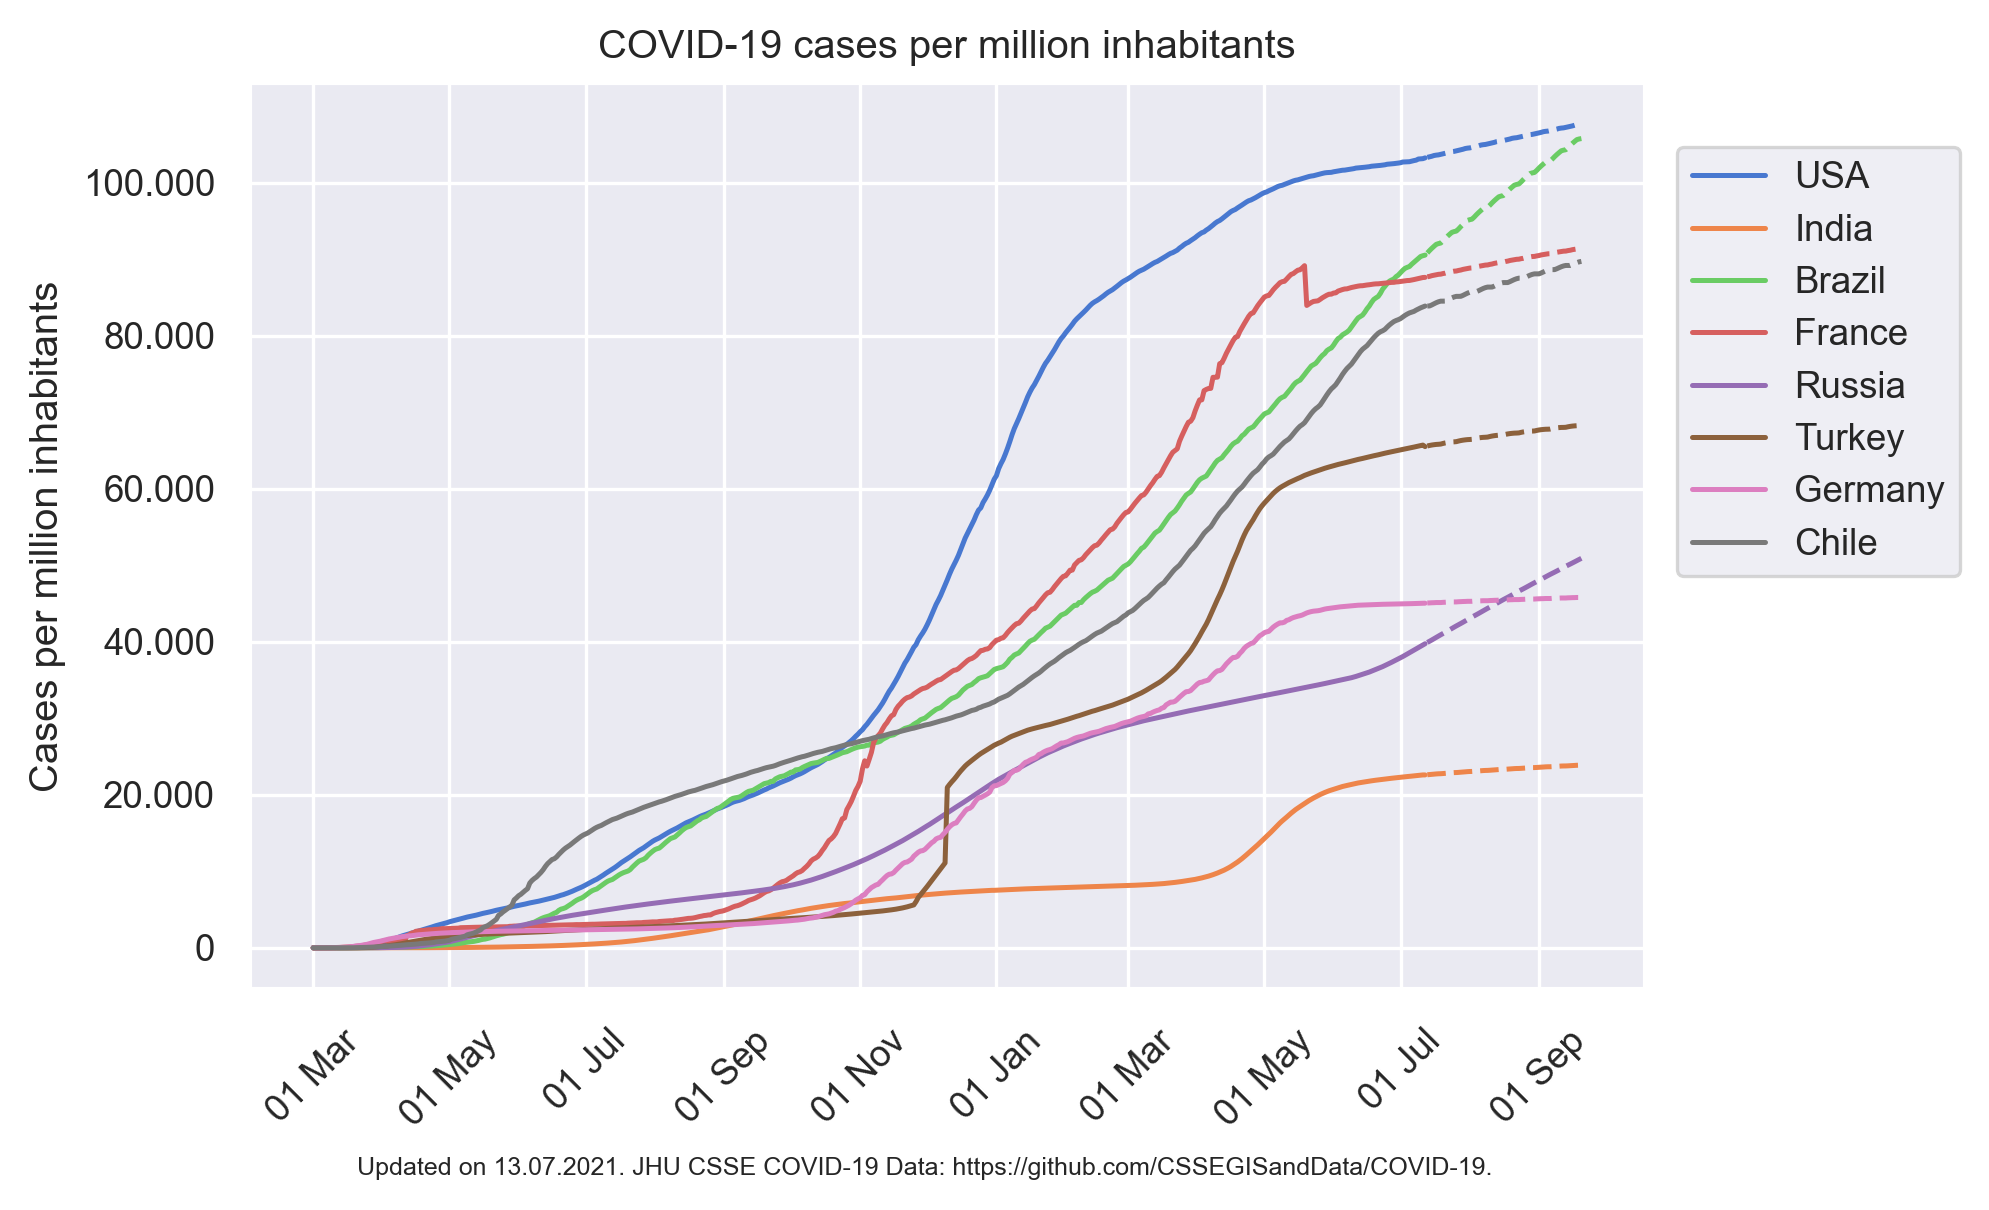 COVID-19 cases per million inhabitants
Cases per million inhabitants
100.000
80.000
60.000
40.000
20.000
0
01 Mar
01 May
01 Jul
01 Sep
01 Nov
01 Jan
01 Mar
01 May
01 Jul
01 Sep
USA
India
Brazil
France
Russia
Turkey
Germany
Chile
Updated on 13.07.2021. JHU CSSE COVID-19 Data: https://github.com/CSSEGISandData/COVID-19.